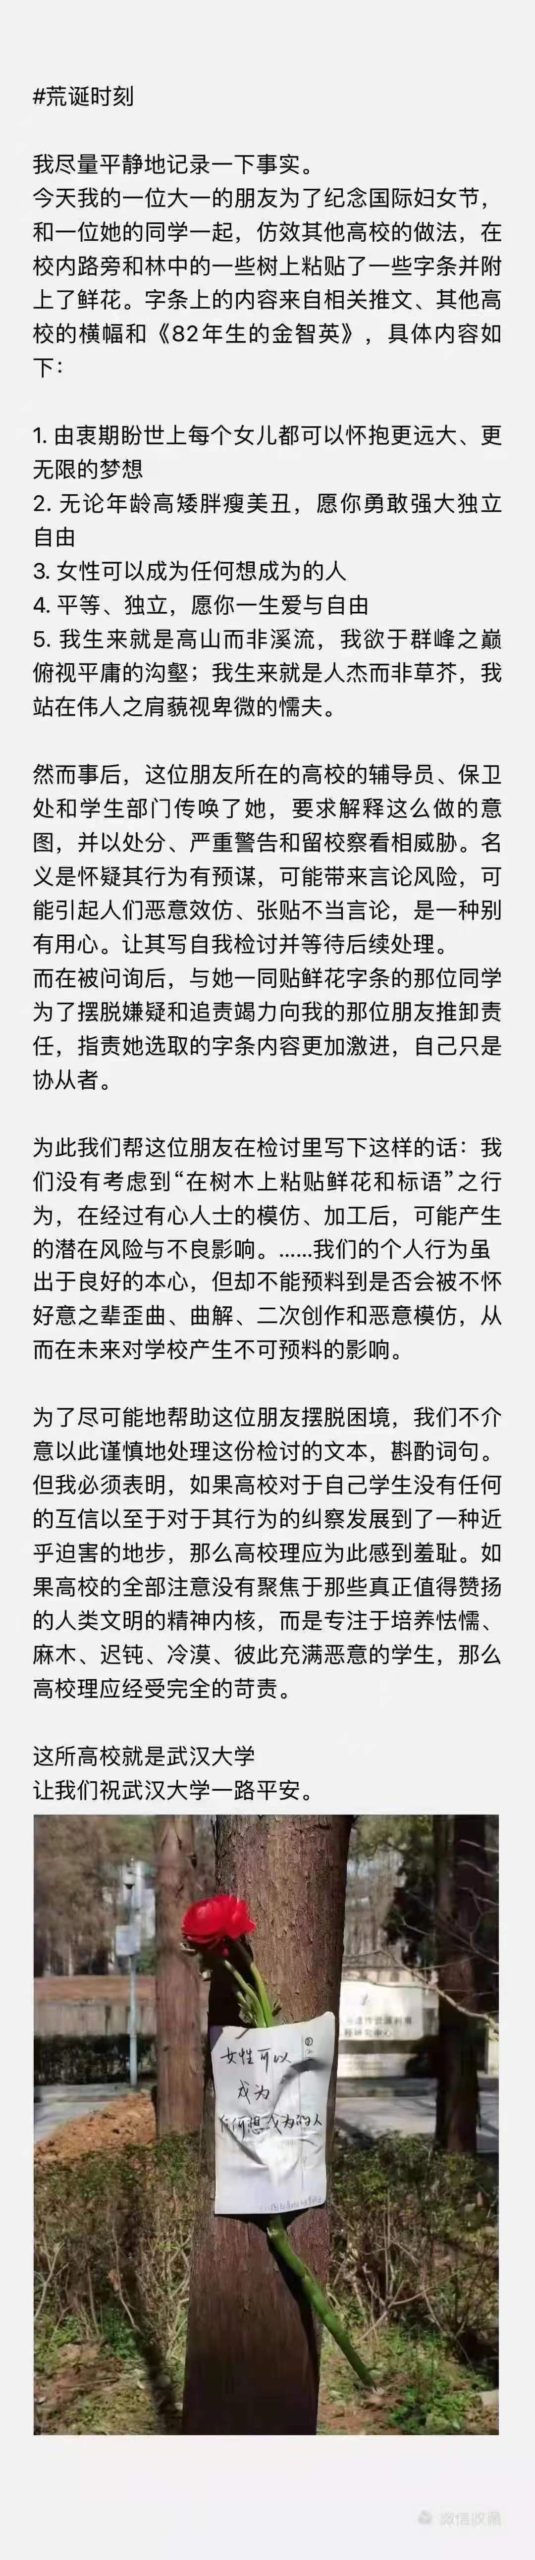 #荒诞时刻
我尽量平静地记录一下事实。
今天我的一位大一的朋友为了纪念国际妇女节，
和一位她的同学一起，仿效其他高校的做法，在
校内路旁和林中的一些树上粘贴了一些字条并附
上了鲜花。字条上的内容来自相关推文、其他高
校的横幅和《82年生的金智英》，具体内容如
下：
1. 由衷期盼世上每个女儿都可以怀抱更远大、更
无限的梦想
2. 无论年龄高矮胖瘦美丑，愿你勇敢强大独立
自由
3. 女性可以成为任何想成为的人
4. 平等、独立，愿你一生爱与自由
5. 我生来就是高山而非溪流，我欲于群峰之巅
俯视平庸的沟壑；我生来就是人杰而非草芥，我
站在伟人之肩藐视卑微的懦夫。
然而事后，这位朋友所在的高校的辅导员、保卫
处和学生部门传唤了她，要求解释这么做的意
图，并以处分、严重警告和留校察看相威胁。名
义是怀疑其行为有预谋，可能带来言论风险，可
能引起人们恶意效仿、张贴不当言论，是一种别
有用心。让其写自我检讨并等待后续处理。
而在被问询后，与她一同贴鲜花字条的那位同学
为了摆脱嫌疑和追责竭力向我的那位朋友推卸责
任，指责她选取的字条内容更加激进，自己只是
协从者。
为此我们帮这位朋友在检讨里写下这样的话：我
们没有考虑到“在树木上粘贴鲜花和标语”之行
为，在经过有心人士的模仿、加工后，可能产生
的潜在风险与不良影响。......我们的个人行为虽
出于良好的本心，但却不能预料到是否会被不怀
好意之辈歪曲、曲解、二次创作和恶意模仿，从
而在未来对学校产生不可预料的影响。
为了尽可能地帮助这位朋友摆脱困境，我们不介
意以此谨慎地处理这份检讨的文本，斟酌词句。
但我必须表明，如果高校对于自己学生没有任何
的互信以至于对于其行为的纠察发展到了一种近
乎迫害的地步，那么高校理应为此感到羞耻。如
果高校的全部注意没有聚焦于那些真正值得赞扬
的人类文明的精神内核，而是专注于培养怯懦、
麻木、迟钝、冷漠、彼此充满恶意的学生，那么
高校理应经受完全的苛责。
这所高校就是武汉大学
让我们祝武汉大学一路平安。
女性可以
成为
任何想成为的人
微信收藏